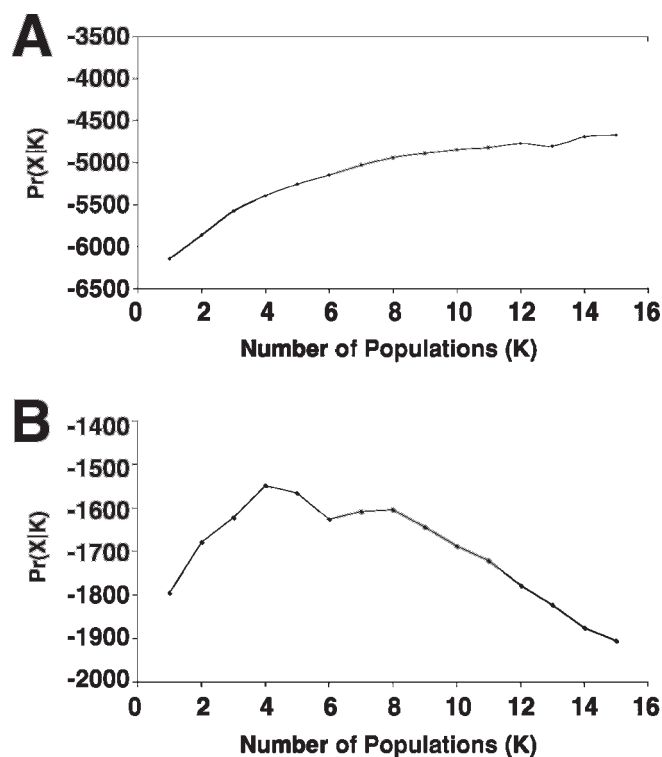 A
-3500
-4000
-4500
-5000
-5500
-6000
-6500
Pr(X|K)
0 2 4 6 8 10 12 14 16
Number of Populations (K)
B
-1400
-1500
-1600
-1700
-1800
-1900
-2000
Pr(X|K)
0 2 4 6 8 10 12 14 16
Number of Populations (K)